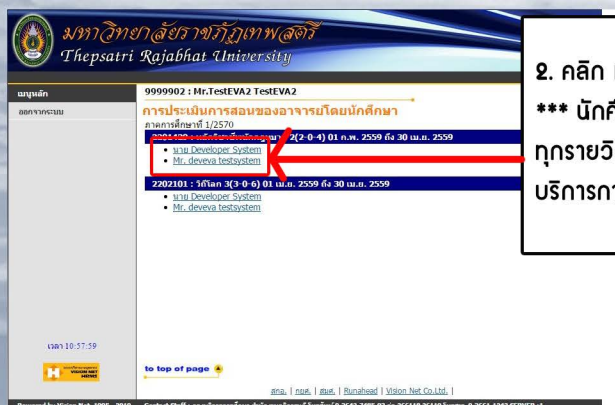 มหาวิทยาลัยราชภัฏเทพสตรี
Thepsatri Rajabhat University
เมนูหลัก
ออกจากระบบ
9999902 : Mr.TestEVA2 TestEVA2
การประเมินการสอนของอาจารย์โดยนักศึกษา
ภาคการศึกษาที่ 1/2570
2(2-0-4) 01 ก.พ. 2559 ถึง 30 เม.ย. 2559
นาย Developer System
Mr. deveva testsystem
2202101 : วิถีโลก 3(3-0-6) 01 เม.ย. 2559 ถึง 30 เม.ย. 2559
นาย Developer System
Mr. deveva testsystem
2. คลิก
*** นักศึ
ทุกรายวิ
บริการกา
เวลา 10:57:59
VISION NET
to top of page
สกอ. | กยศ. | สมศ. | Runahead | Vision Net Co.Ltd. |